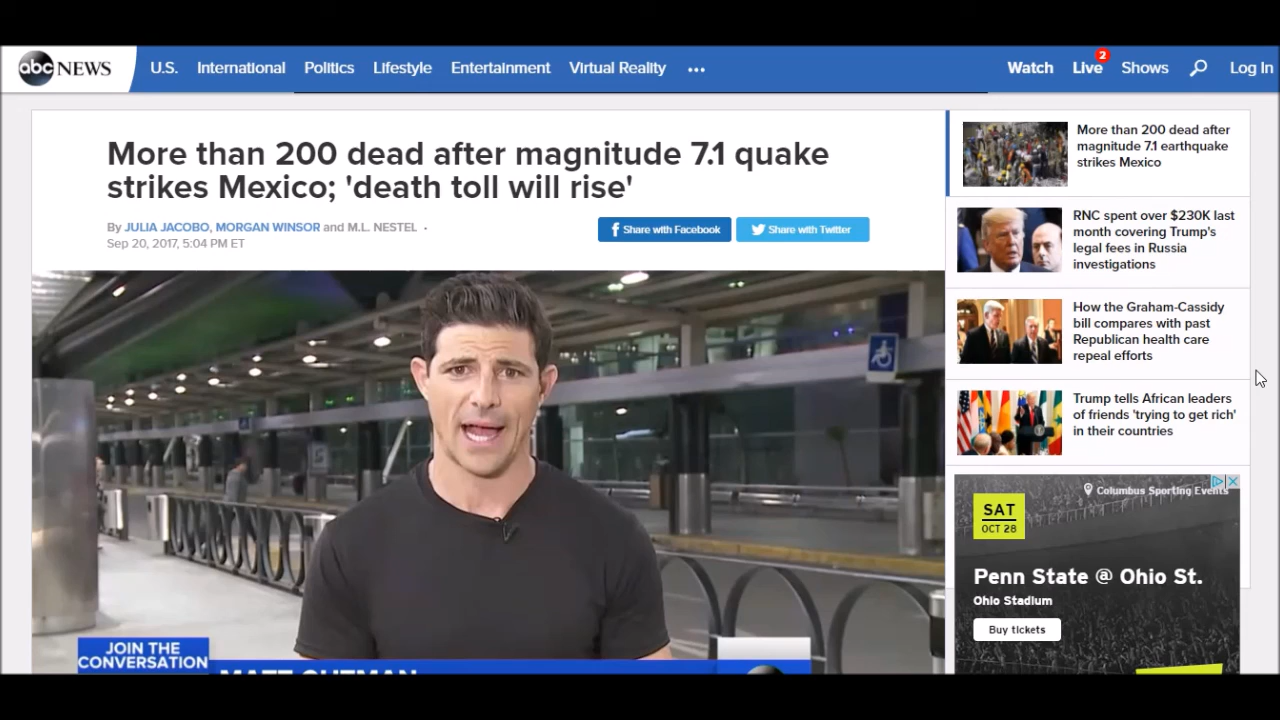 abc NEWS
U.S. International Politics Lifestyle Entertainment Virtual Reality ••• Watch Live 2 Shows Log In
More than 200 dead after magnitude 7.1 quake
strikes Mexico; 'death toll will rise'
By JULIA JACOBO, MORGAN WINSOR and M.L. NESTEL •
Sep 20, 2017, 5:04 PM ET
Share with Facebook
Share with Twitter
JOIN THE
CONVERSATION
MATT GUTMAN
More than 200 dead after
magnitude 7.1 earthquake
strikes Mexico
RNC spent over $230K last
month covering Trump's
legal fees in Russia
investigations
How the Graham-Cassidy
bill compares with past
Republican health care
repeal efforts
Trump tells African leaders
of friends 'trying to get rich'
in their countries
Columbus Sporting Events
SAT
OCT 28
Penn State @ Ohio St.
Ohio Stadium
Buy tickets